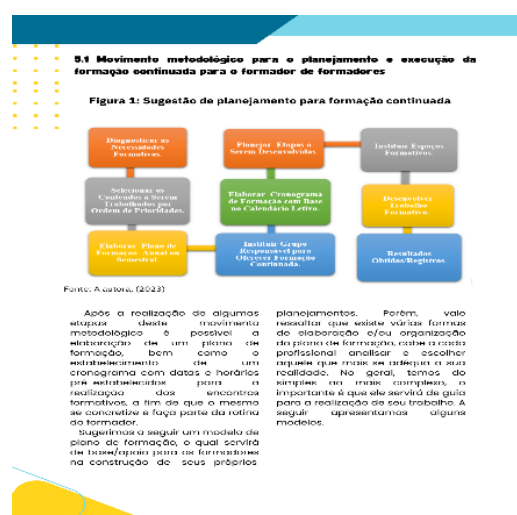 5.1 Movimento metodológico para o planejamento e execução da
formação continuada para o formador de formadores
Figura 1: Sugestão de planejamento para formação continuada
Diagnosticar as
Necessidades
Formativas.
Selecionar os
Conteúdos a Serem
Trabalhados por
Ordem de Prioridades.
Elaborar Plano de
Formação Anual ou
Semestral
Planejar Etapas a
Serem Desenvolvidas
Elaborar Cronograma
de Formação com Base
no Calendário Letivo.
Instituir Grupo
Responsável para
Oferecer Formação
Continuada.
Instituir Espaços
Formativos.
Desenvolver
Trabalho
Formativo.
Resultados
Obtidos/Registros.
Fonte: A autora, (2023)
Após a realização de algumas
etapas deste movimento
metodológico é possível a
elaboração de um plano de
formação, bem como o
estabelecimento de um
cronograma com datas e horários
pré estabelecidos para a
realização dos encontros
formativos, a fim de que o mesmo
se concretize e faça parte da rotina
do formador.
Sugerimos a seguir um modelo de
plano de formação, o qual servirá
de base/apoio para os formadores
na construção de seus próprios
planejamentos. Porém, vale
ressaltar que existe várias formas
de elaboração e/ou organização
do plano de formação, cabe a cada
profissional analisar e escolher
aquele que mais se adéqua a sua
realidade. No geral, temos do
simples ao mais complexo, o
importante é que ele servirá de guia
para a realização de seu trabalho. A
seguir apresentamos alguns
modelos.